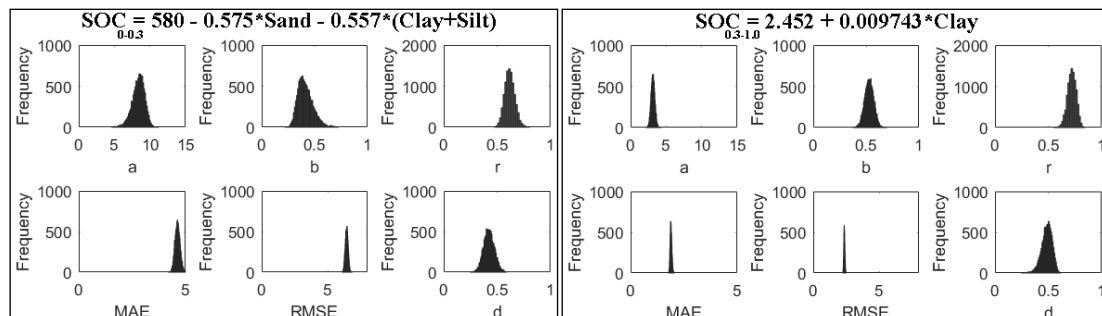 SOC = 580 - 0.575*Sand - 0.557*(Clay+Silt)
0-0.3
Frequency
1000
500
0
0 5 10 15
a
Frequency
1000
500
0
0 0.5 1
b
Frequency
2000
1000
0
0 0.5 1
r
Frequency
1000
500
0
0 5
MAE
Frequency
1000
500
0
0 5
RMSE
Frequency
1000
500
0
0 0.5 1
d
SOC = 2.452 + 0.009743*Clay
0.3-1.0
Frequency
1000
500
0
0 5 10 15
a
Frequency
1000
500
0
0 0.5 1
b
Frequency
2000
1000
0
0 0.5 1
r
Frequency
1000
500
0
0 5
MAE
Frequency
1000
500
0
0 5
RMSE
Frequency
1000
500
0
0 0.5 1
d